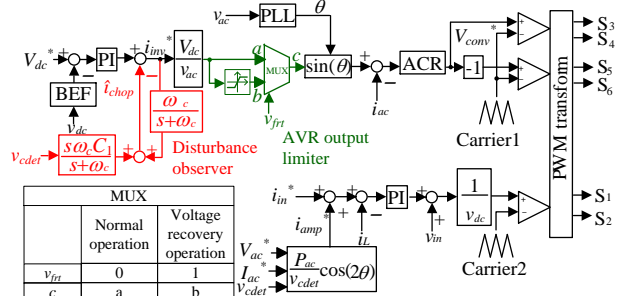 v_ac PLL θ
V_dc* PI i_inv* V_dc / v_ac a MUX c sin(θ) ACR V_conv* S_3
S_4
BEF î_chop b -1 S_5
S_6
v_dc ω_c / s+ω_c v_frt i_ac
v_cdet sω_cC_1 / s+ω_c Disturbance observer AVR output limiter Carrier1 PWM transform
i_in* PI 1 / v_dc S_1
S_2
i_amp* i_L v_in Carrier2
V_ac*
I_ac* P_ac / v_cdet cos(2θ)
v_cdet
MUX
Normal operation Voltage recovery operation
v_frt 0 1
c a b